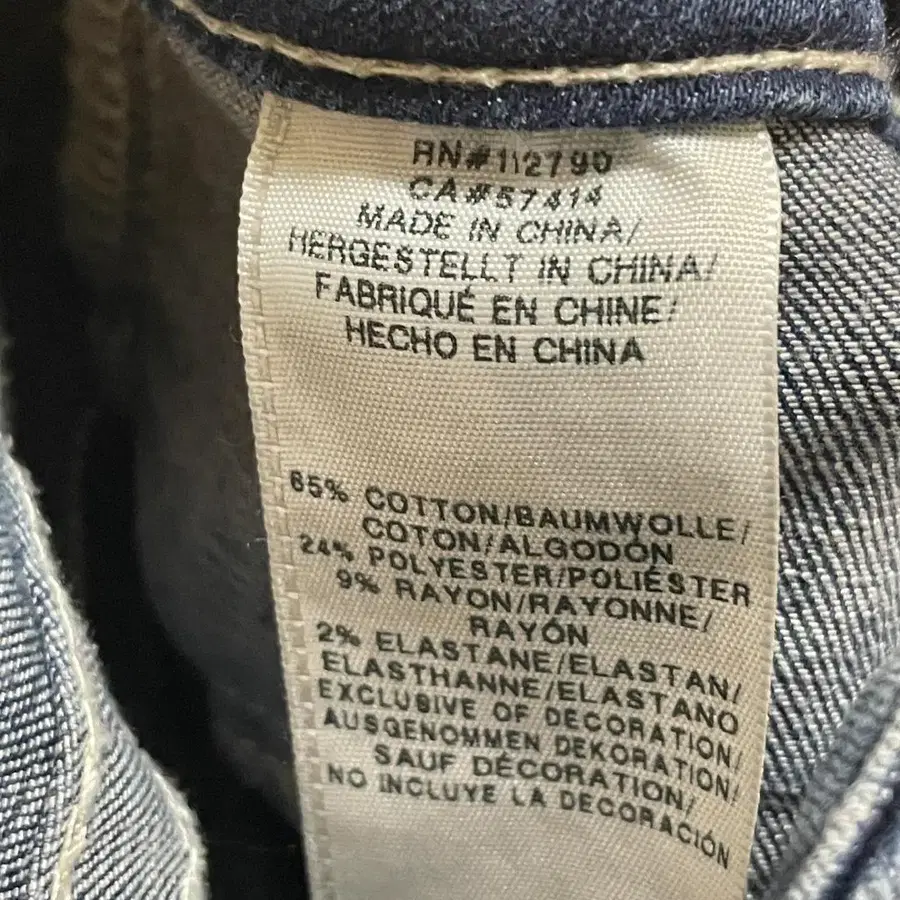 RN#112790
CA#57414
MADE IN CHINA/
HERGESTELLT IN CHINA/
FABRIQUÉ EN CHINE/
HECHO EN CHINA
65% COTTON/BAUMWOLLE/
COTON/ALGODÓN
24% POLYESTER/POLIÉSTER
9% RAYON/RAYONNE/
RAYÓN
2% ELASTANE/ELASTAN/
ELASTHANNE/ELASTANO
EXCLUSIVE OF DECORATION/
AUSGENOMMEN DEKORATION/
SAUF DÉCORATION/
NO INCLUYE LA DECORACIÓN